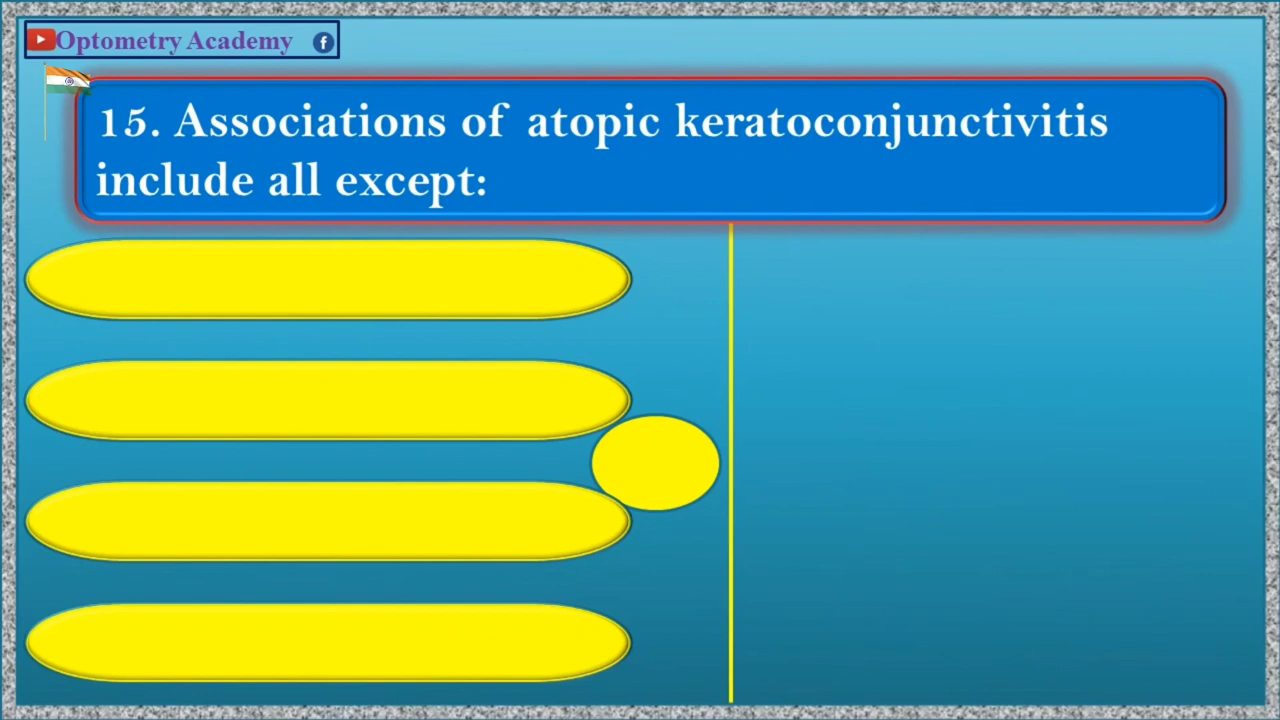 Optometry Academy
15. Associations of atopic keratoconjunctivitis
include all except: